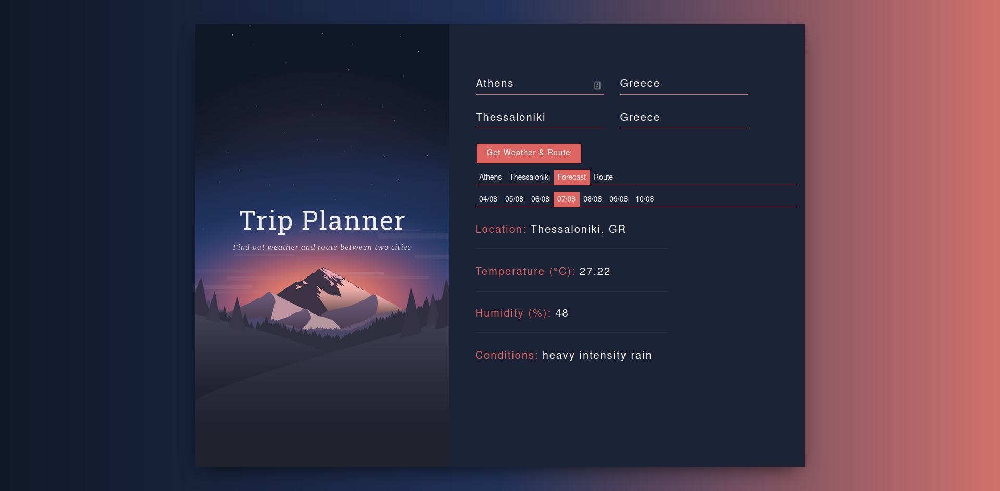 Trip Planner
Find out weather and route between two cities
Athens Greece
Thessaloniki Greece
Get Weather & Route
Athens Thessaloniki Forecast Route
04/08 05/08 06/08 07/08 08/08 09/08 10/08
Location: Thessaloniki, GR
Temperature (°C): 27.22
Humidity (%): 48
Conditions: heavy intensity rain